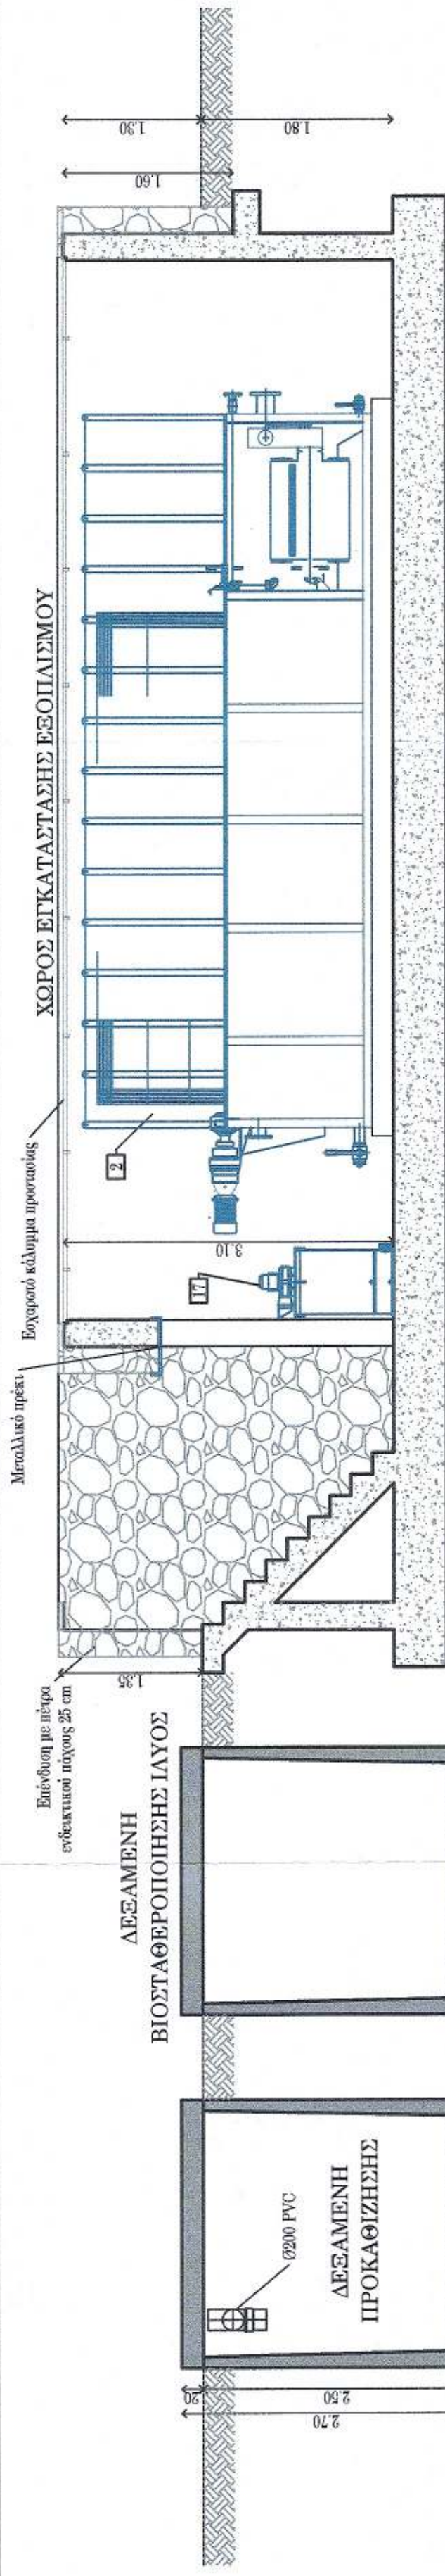 ΧΩΡΟΣ ΕΓΚΑΤΑΣΤΑΣΗΣ ΕΞΟΠΛΙΣΜΟΥ
Εσχαρωτό κάλυμμα προστασίας
Μεταλλικό πρέκι
Επένδυση με πέτρα
ενδεικτικού πάχους 25 cm
ΔΕΞΑΜΕΝΗ
ΒΙΟΣΤΑΘΕΡΟΠΟΙΗΣΗΣ ΙΛΥΟΣ
ΔΕΞΑΜΕΝΗ
ΠΡΟΚΑΘΙΖΗΣΗΣ
Ø200 PVC
20
2.50
2.70
1.35
17
3.10
2
1.60
1.30
1.80